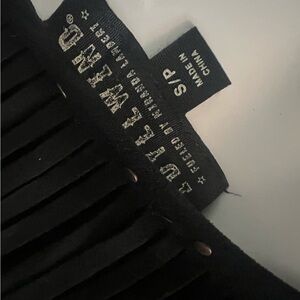 IDYLLWIND®
FUELED BY MIRANDA LAMBERT
S/P
MADE IN
CHINA